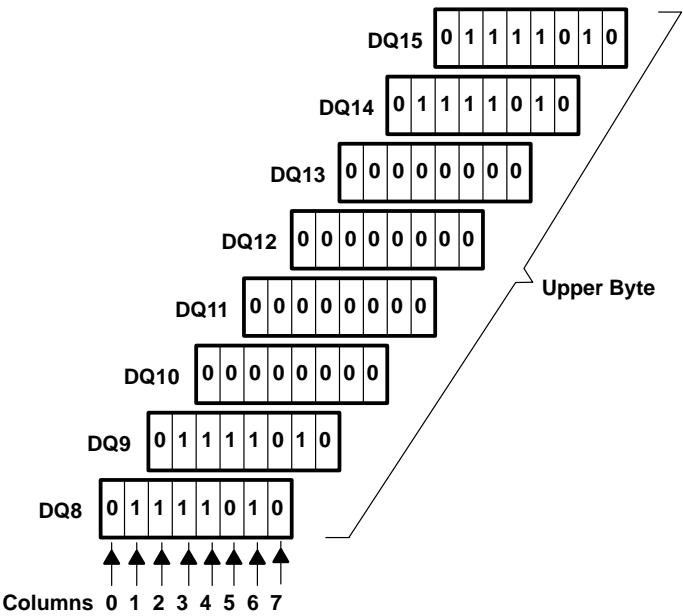 DQ15 0 1 1 1 1 0 1 0
DQ14 0 1 1 1 1 0 1 0
DQ13 0 0 0 0 0 0 0 0
DQ12 0 0 0 0 0 0 0 0
Upper Byte
DQ11 0 0 0 0 0 0 0 0
DQ10 0 0 0 0 0 0 0 0
DQ9 0 1 1 1 1 0 1 0
DQ8 0 1 1 1 1 0 1 0
Columns 0 1 2 3 4 5 6 7